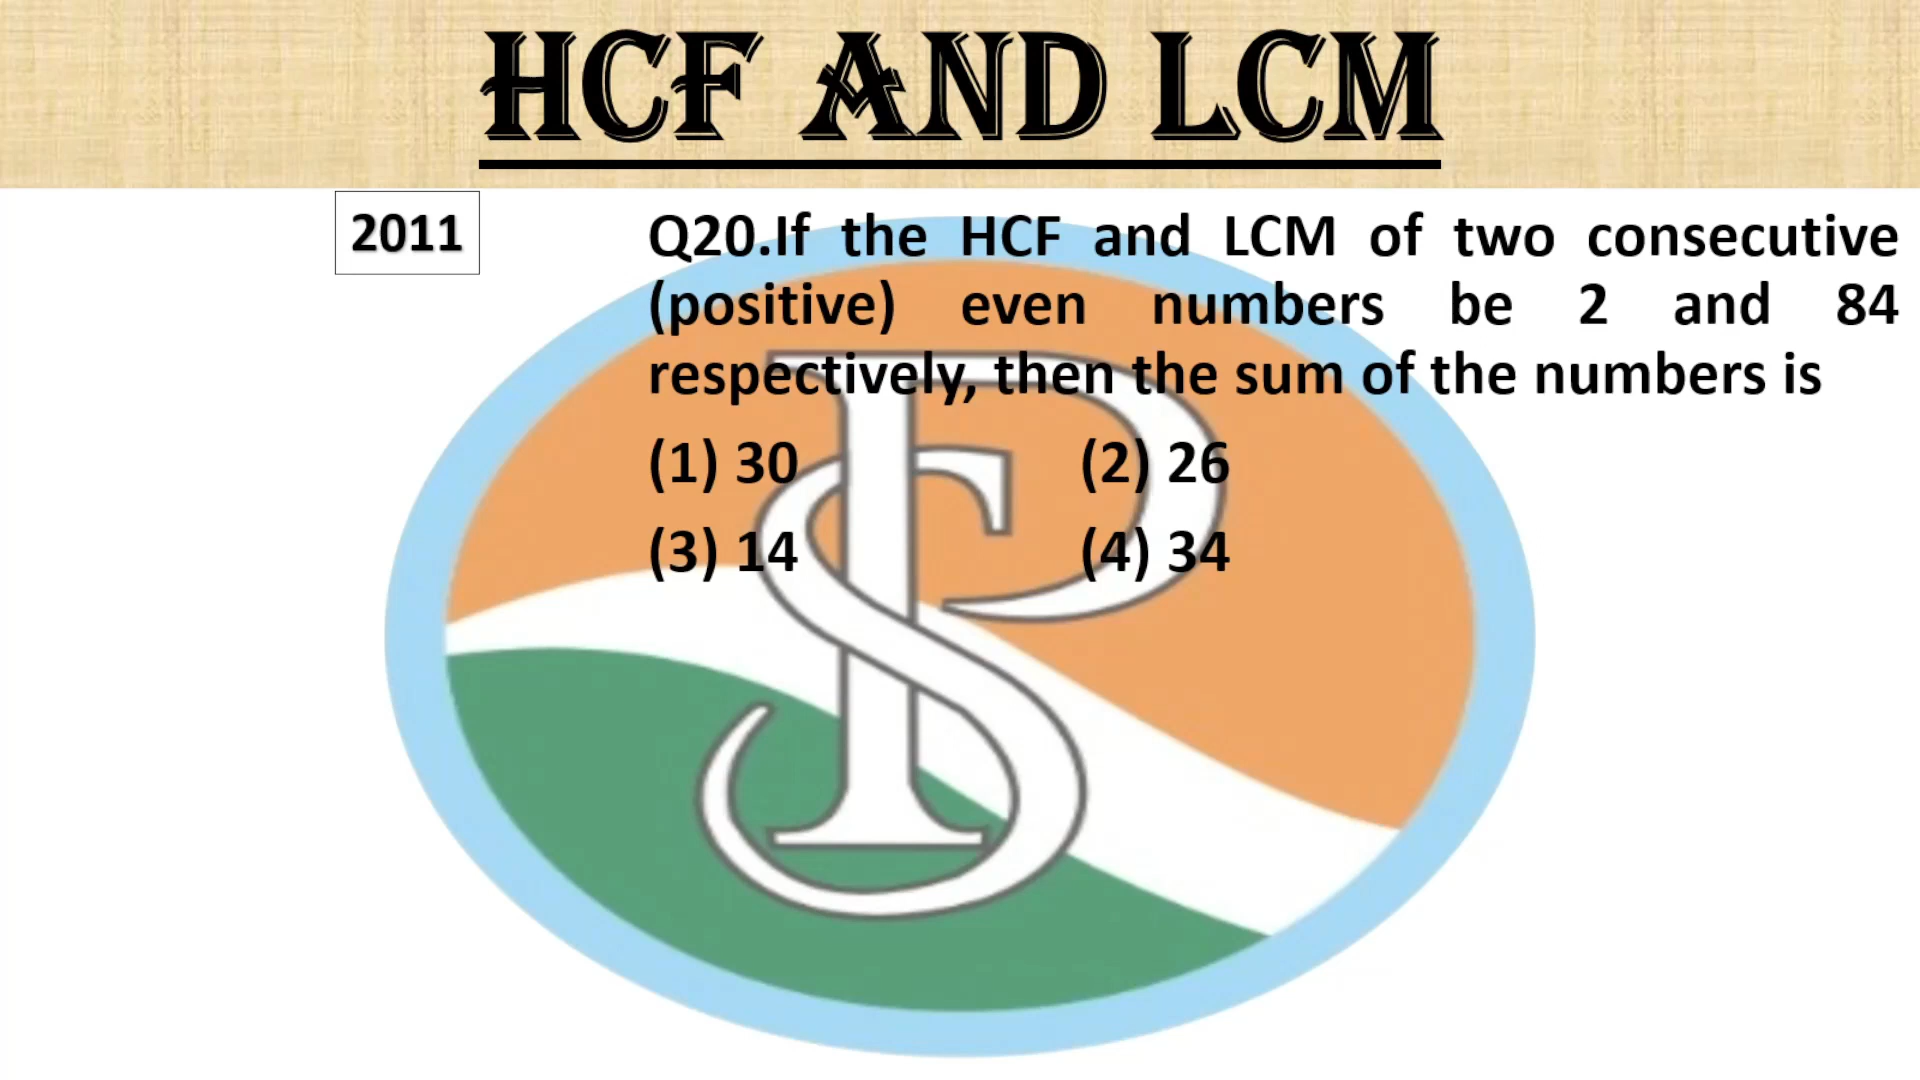 HCF AND LCM
2011
Q20.If the HCF and LCM of two consecutive
(positive) even numbers be 2 and 84
respectively, then the sum of the numbers is
(1) 30 (2) 26
(3) 14 (4) 34